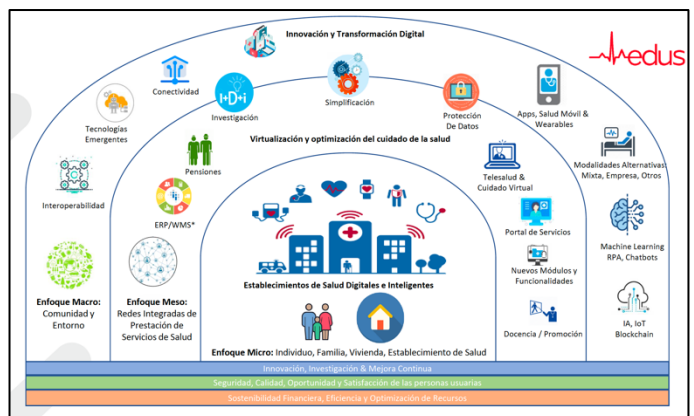 Innovación y Transformación Digital
edus
Conectividad
I+D+i
Investigación
Simplificación
Protección
De Datos
Apps, Salud Móvil &
Wearables
Tecnologías
Emergentes
Virtualización y optimización del cuidado de la salud
Pensiones
Telesalud &
Cuidado Virtual
Modalidades Alternativas:
Mixta, Empresa, Otros
Interoperabilidad
ERP/WMS*
Portal de Servicios
Machine Learning
RPA, Chatbots
Nuevos Módulos y
Funcionalidades
Establecimientos de Salud Digitales e Inteligentes
Enfoque Macro:
Comunidad y
Entorno
Enfoque Meso:
Redes Integradas de
Prestación de
Servicios de Salud
Docencia / Promoción
IA, IoT
Blockchain
Enfoque Micro: Individuo, Familia, Vivienda, Establecimiento de Salud
Innovación, Investigación & Mejora Continua
Seguridad, Calidad, Oportunidad y Satisfacción de las personas usuarias
Sostenibilidad Financiera, Eficiencia y Optimización de Recursos